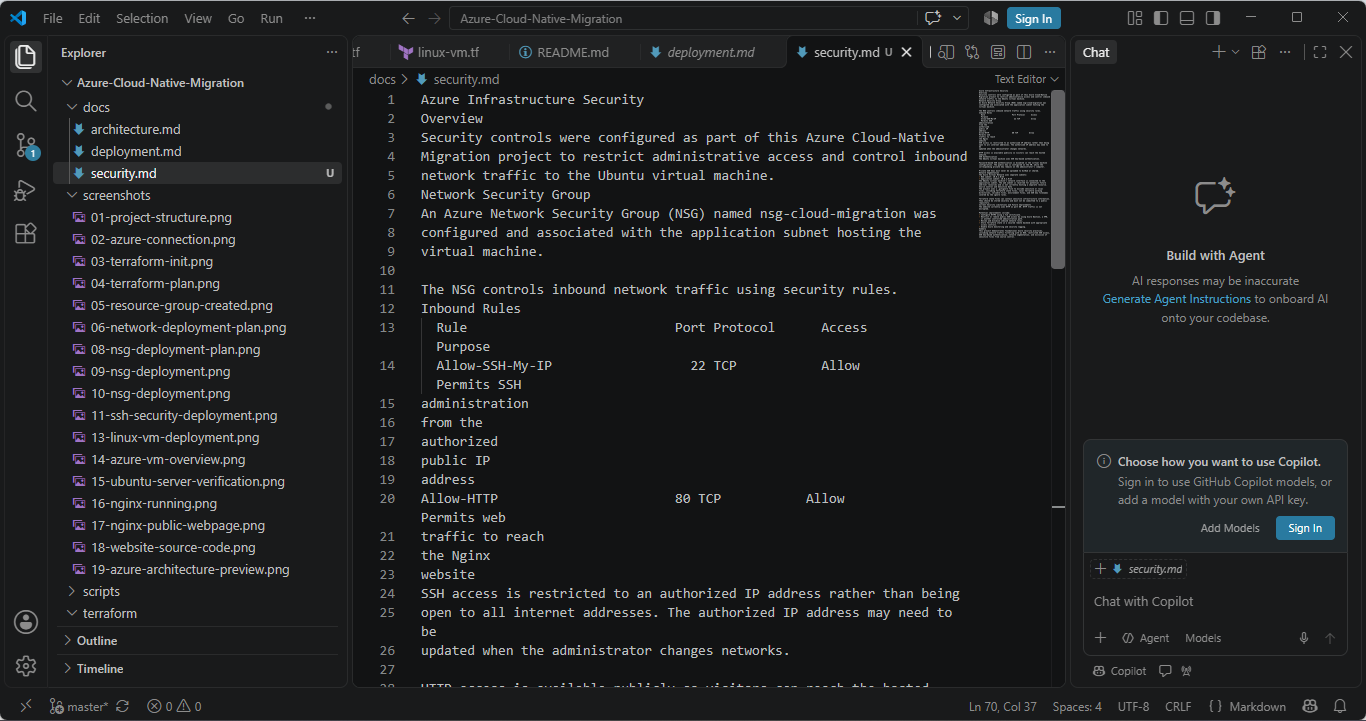 File Edit Selection View Go Run ···
Azure-Cloud-Native-Migration
Sign In
Explorer
Azure-Cloud-Native-Migration
docs
architecture.md
deployment.md
security.md U
screenshots
01-project-structure.png
02-azure-connection.png
03-terraform-init.png
04-terraform-plan.png
05-resource-group-created.png
06-network-deployment-plan.png
08-nsg-deployment-plan.png
09-nsg-deployment.png
10-nsg-deployment.png
11-ssh-security-deployment.png
13-linux-vm-deployment.png
14-azure-vm-overview.png
15-ubuntu-server-verification.png
16-nginx-running.png
17-nginx-public-webpage.png
18-website-source-code.png
19-azure-architecture-preview.png
scripts
terraform
Outline
Timeline
1
tf linux-vm.tf README.md deployment.md security.md U
docs > security.md
Text Editor
1 Azure Infrastructure Security
2 Overview
3 Security controls were configured as part of this Azure Cloud-Native
4 Migration project to restrict administrative access and control inbound
5 network traffic to the Ubuntu virtual machine.
6 Network Security Group
7 An Azure Network Security Group (NSG) named nsg-cloud-migration was
8 configured and associated with the application subnet hosting the
9 virtual machine.
10
11 The NSG controls inbound network traffic using security rules.
12 Inbound Rules
13 Rule Port Protocol Access
Purpose
14 Allow-SSH-My-IP 22 TCP Allow
Permits SSH
15 administration
16 from the
17 authorized
18 public IP
19 address
20 Allow-HTTP 80 TCP Allow
Permits web
21 traffic to reach
22 the Nginx
23 website
24 SSH access is restricted to an authorized IP address rather than being
25 open to all internet addresses. The authorized IP address may need to
be
26 updated when the administrator changes networks.
27
28 HTTP access is available publicly so visitors can reach the hosted
Chat
Build with Agent
AI responses may be inaccurate
Generate Agent Instructions to onboard AI
onto your codebase.
Choose how you want to use Copilot.
Sign in to use GitHub Copilot models, or
add a model with your own API key.
Add Models Sign In
security.md
Chat with Copilot
Agent Models
Copilot
master* 0 0
Ln 70, Col 37 Spaces: 4 UTF-8 CRLF { } Markdown